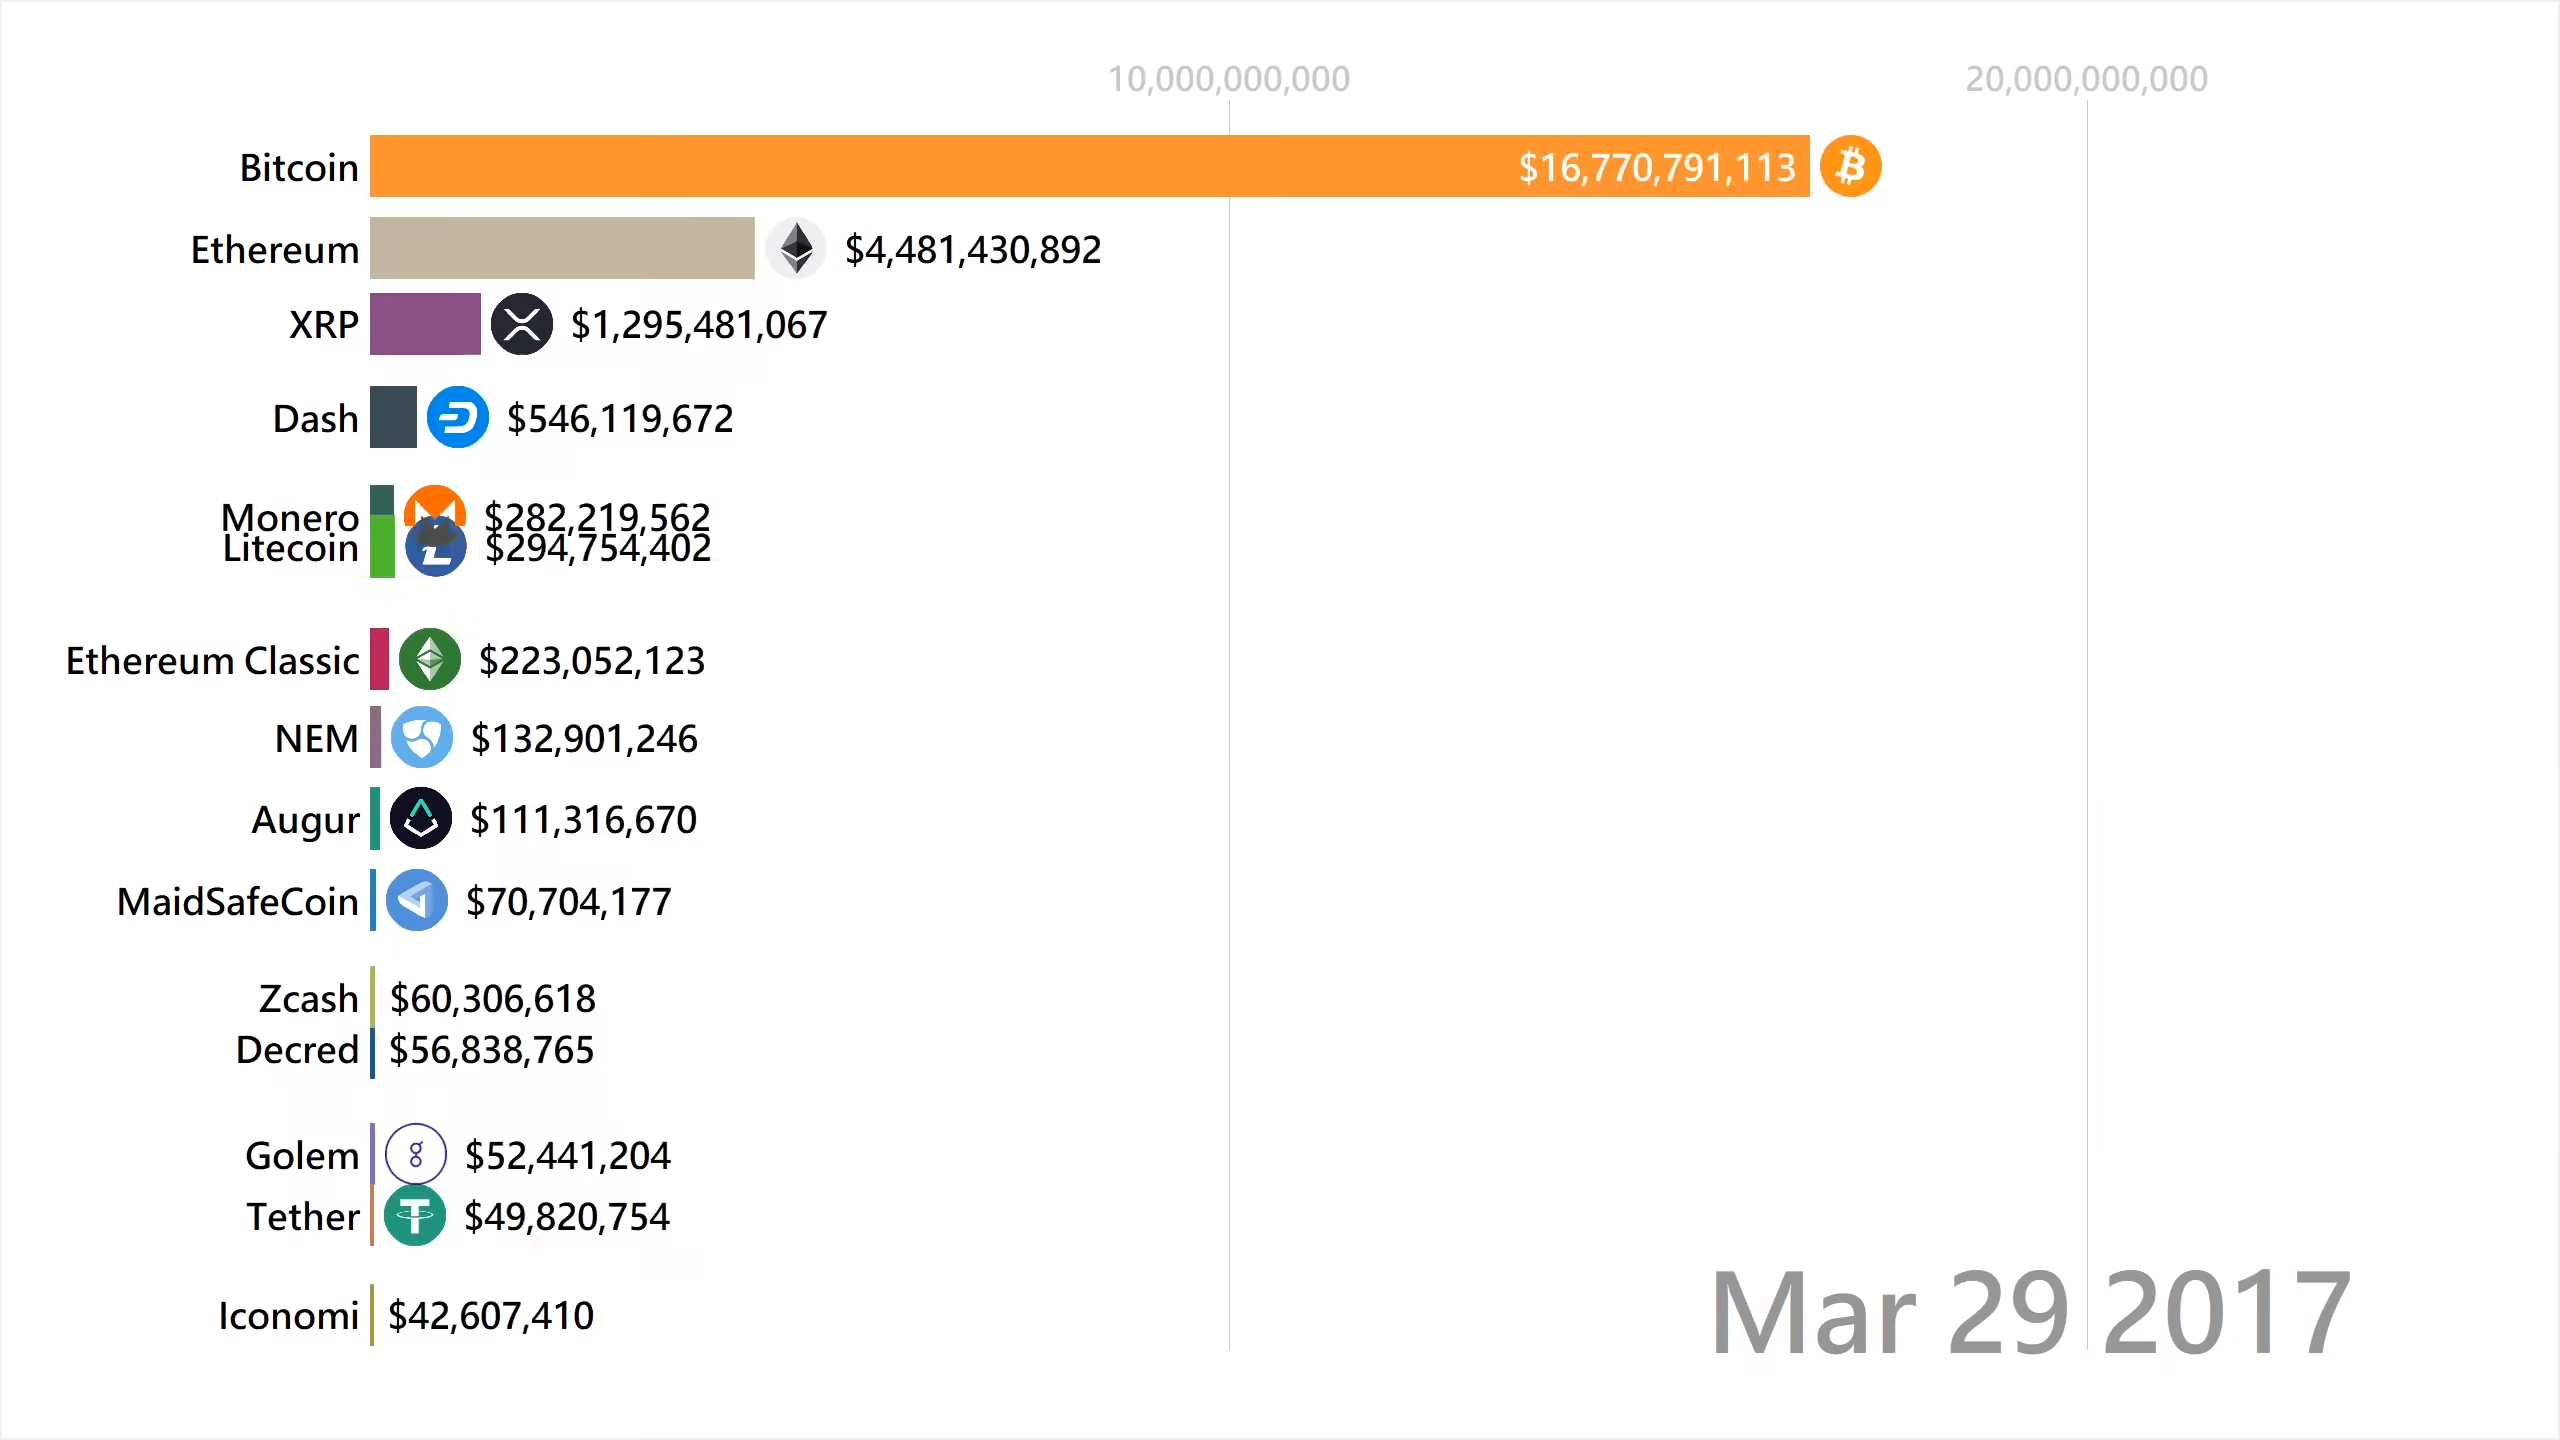 10,000,000,000 20,000,000,000
Bitcoin $16,770,791,113
Ethereum $4,481,430,892
XRP $1,295,481,067
Dash $546,119,672
Monero $282,219,562
Litecoin $294,754,402
Ethereum Classic $223,052,123
NEM $132,901,246
Augur $111,316,670
MaidSafeCoin $70,704,177
Zcash $60,306,618
Decred $56,838,765
Golem $52,441,204
Tether $49,820,754
Iconomi $42,607,410
Mar 29 2017